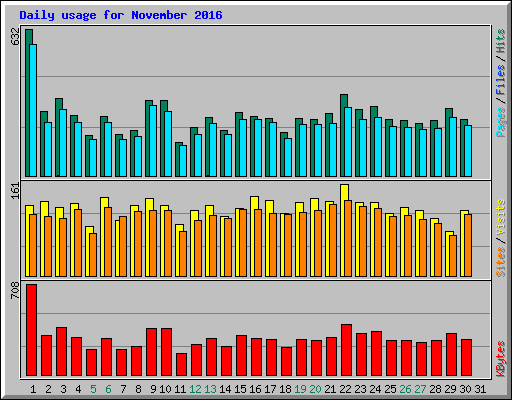 Daily usage for November 2016
632
Pages / Files / Hits
161
Sites / Visits
708
KBytes
1 2 3 4 5 6 7 8 9 10 11 12 13 14 15 16 17 18 19 20 21 22 23 24 25 26 27 28 29 30 31